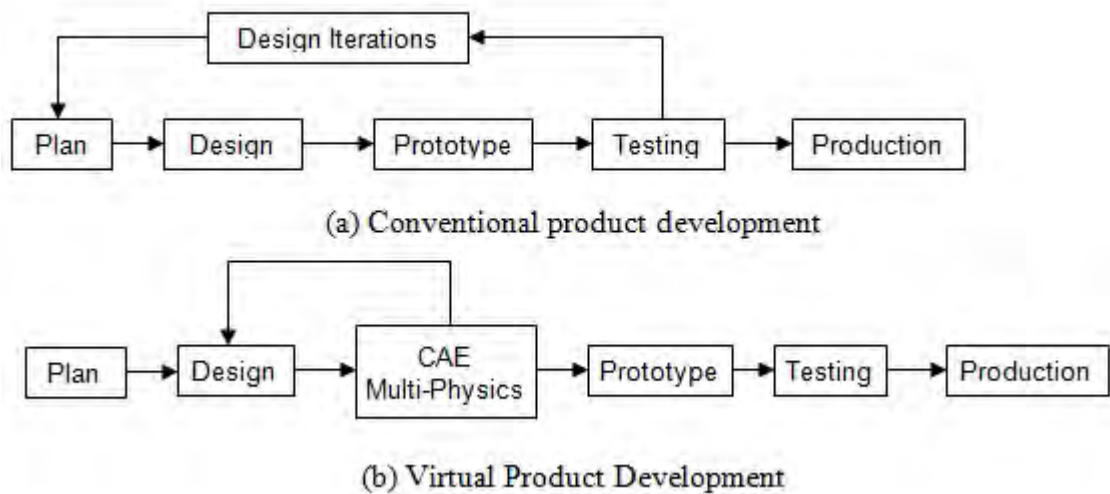 Design Iterations
Plan
Design
Prototype
Testing
Production
(a) Conventional product development
Plan
Design
CAE
Multi-Physics
Prototype
Testing
Production
(b) Virtual Product Development